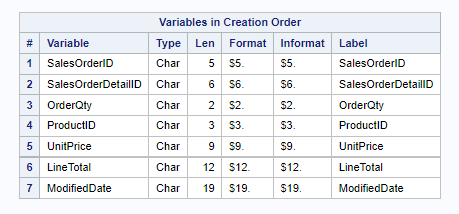 Variables in Creation Order
# Variable Type Len Format Informat Label
1 SalesOrderID Char 5 $5. $5. SalesOrderID
2 SalesOrderDetailID Char 6 $6. $6. SalesOrderDetailID
3 OrderQty Char 2 $2. $2. OrderQty
4 ProductID Char 3 $3. $3. ProductID
5 UnitPrice Char 9 $9. $9. UnitPrice
6 LineTotal Char 12 $12. $12. LineTotal
7 ModifiedDate Char 19 $19. $19. ModifiedDate